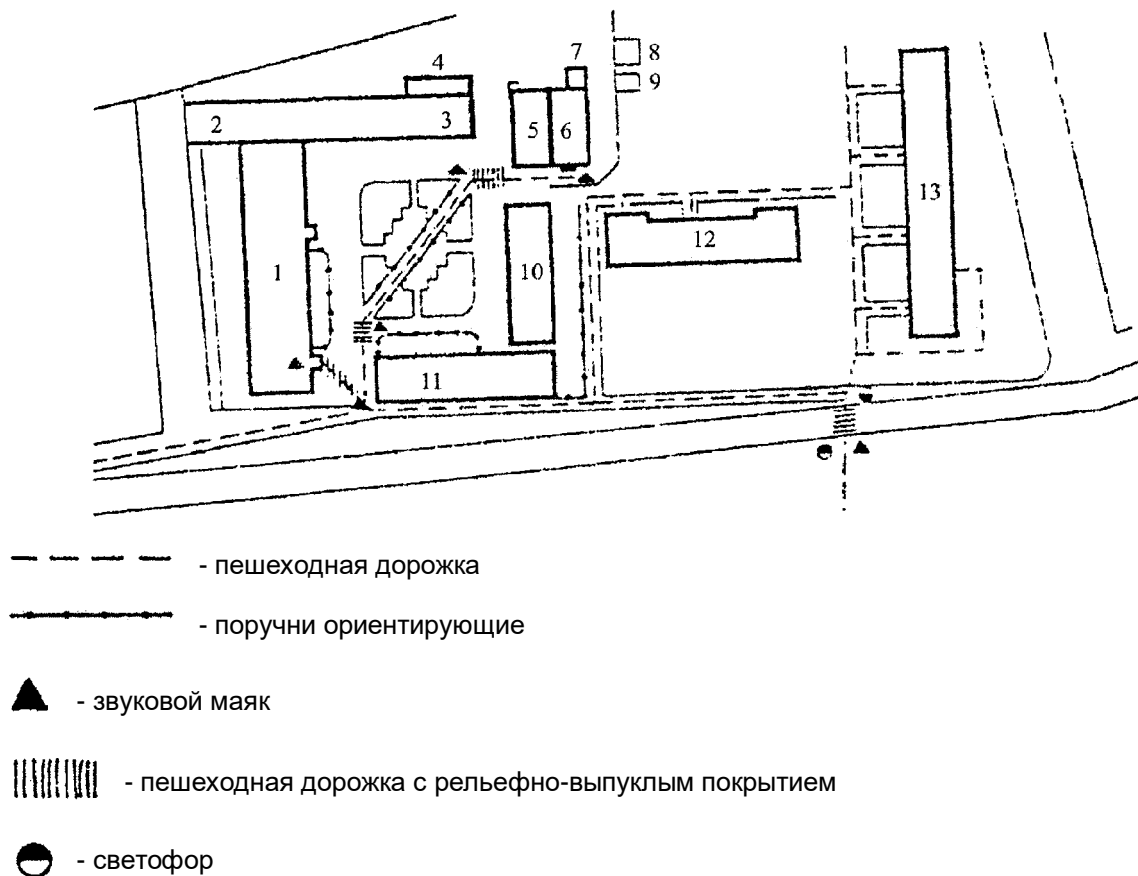 4
7
8
9
2
3
5
6
13
1
10
12
11
- пешеходная дорожка
- поручни ориентирующие
- звуковой маяк
- пешеходная дорожка с рельефно-выпуклым покрытием
- светофор